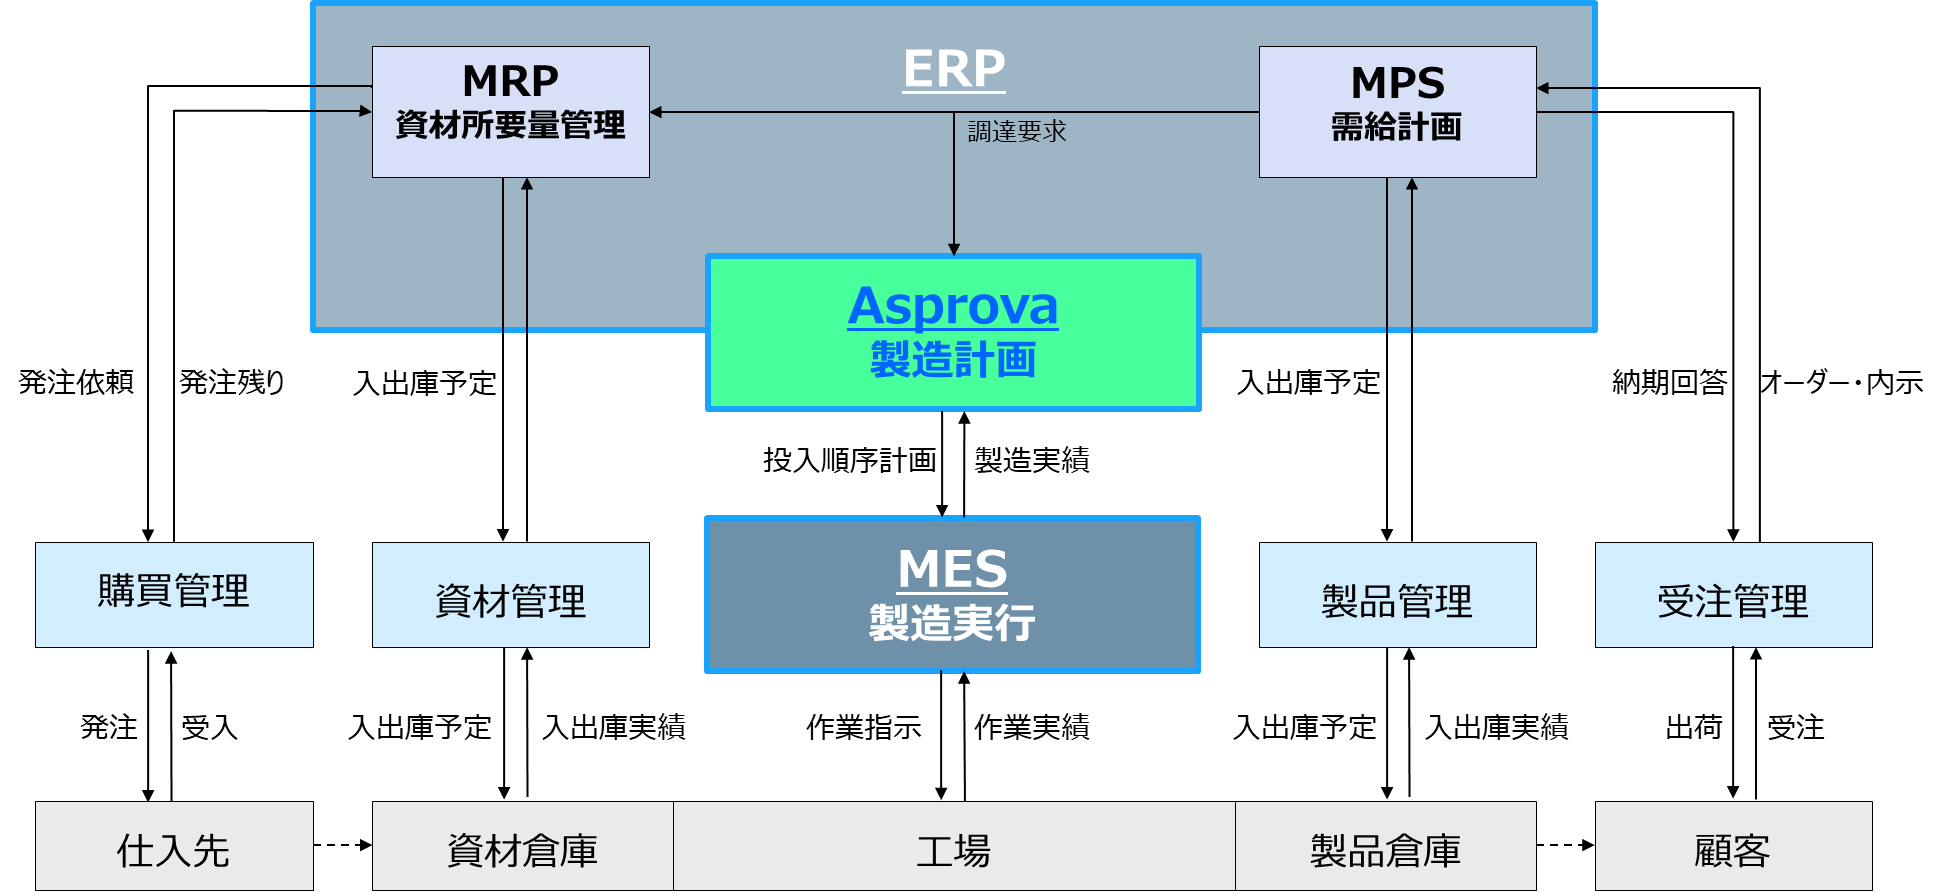 ERP
MRP
資材所要量管理
MPS
需給計画
調達要求
Asprova
製造計画
発注依頼
発注残り
入出庫予定
入出庫予定
納期回答
オーダー・内示
投入順序計画
製造実績
購買管理
資材管理
MES
製造実行
製品管理
受注管理
発注
受入
入出庫予定
入出庫実績
作業指示
作業実績
入出庫予定
入出庫実績
出荷
受注
仕入先
資材倉庫
工場
製品倉庫
顧客